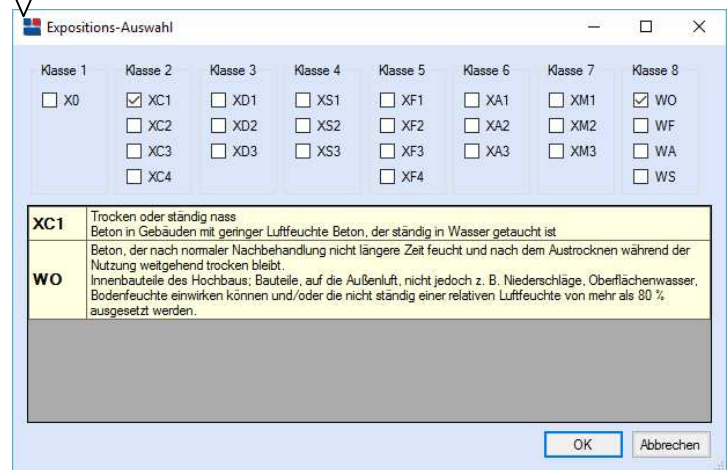 Expositions-Auswahl
Klasse 1 Klasse 2 Klasse 3 Klasse 4 Klasse 5 Klasse 6 Klasse 7 Klasse 8
X0 XC1 XD1 XS1 XF1 XA1 XM1 WO
XC2 XD2 XS2 XF2 XA2 XM2 WF
XC3 XD3 XS3 XF3 XA3 XM3 WA
XC4 XF4 WS
XC1
Trocken oder ständig nass
Beton in Gebäuden mit geringer Luftfeuchte Beton, der ständig in Wasser getaucht ist
WO
Beton, der nach normaler Nachbehandlung nicht längere Zeit feucht und nach dem Austrocknen während der
Nutzung weitgehend trocken bleibt.
Innenbauteile des Hochbaus; Bauteile, auf die Außenluft, nicht jedoch z. B. Niederschläge, Oberflächenwasser,
Bodenfeuchte einwirken können und/oder die nicht ständig einer relativen Luftfeuchte von mehr als 80 %
ausgesetzt werden.
OK Abbrechen